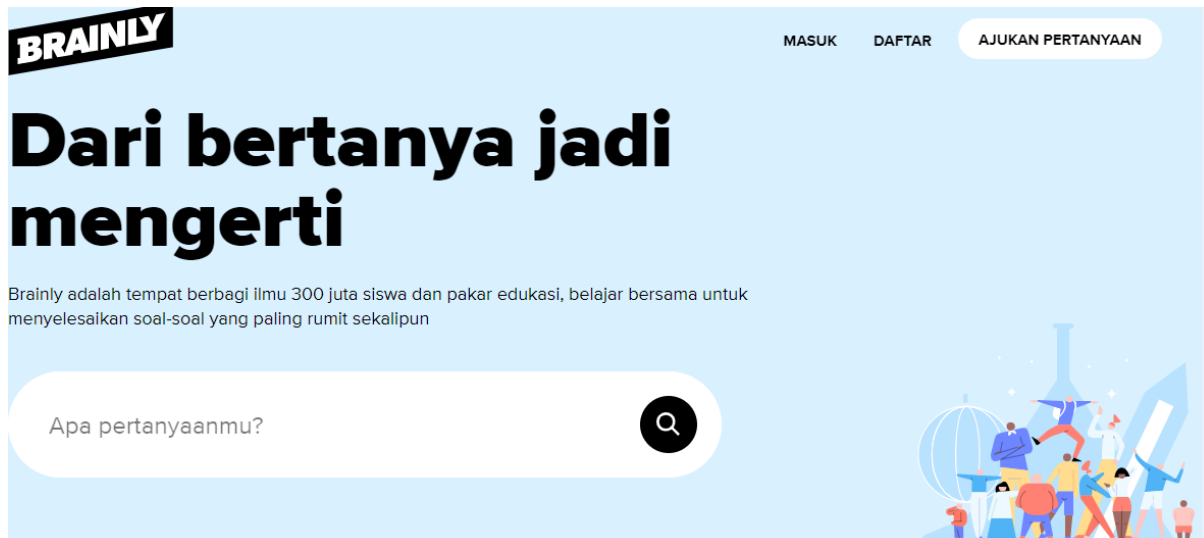 BRAINLY
MASUK DAFTAR AJUKAN PERTANYAAN
Dari bertanya jadi
mengerti
Brainly adalah tempat berbagi ilmu 300 juta siswa dan pakar edukasi, belajar bersama untuk
menyelesaikan soal-soal yang paling rumit sekalipun
Apa pertanyaanmu?